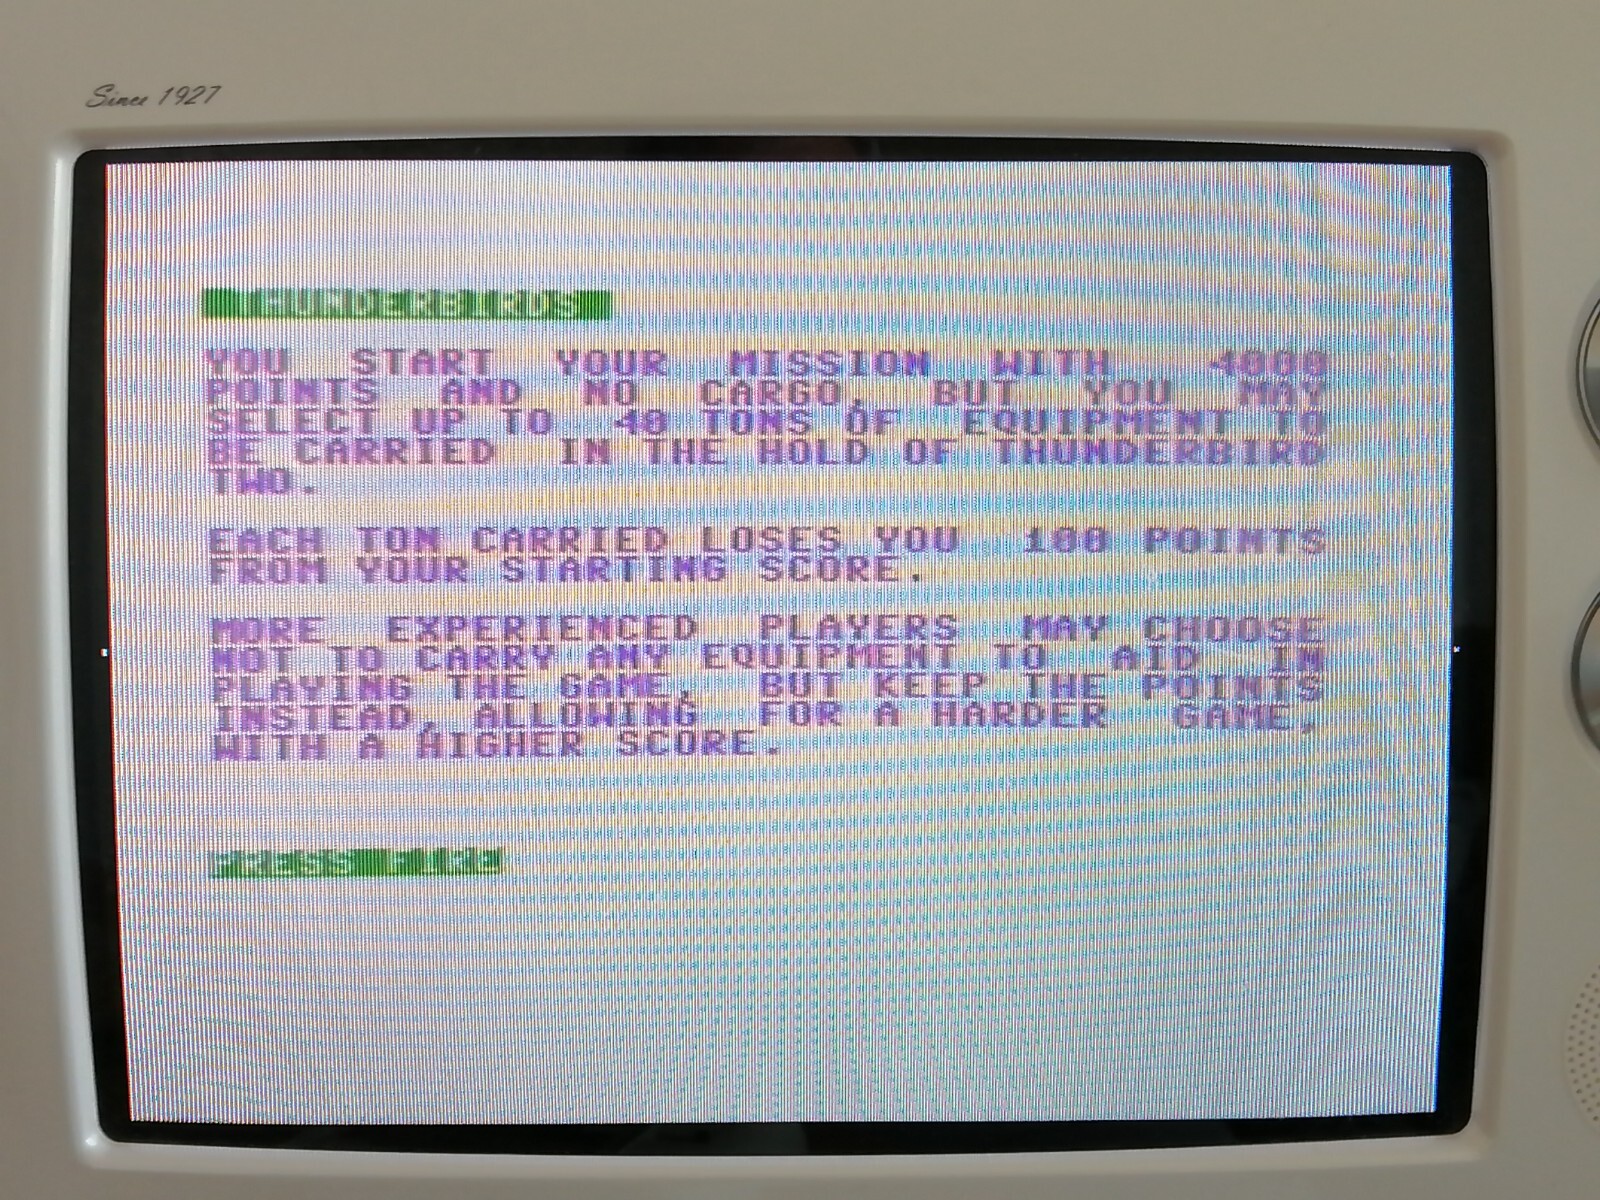 Since 1927
THUNDERBIRDS
YOU START YOUR MISSION WITH 4000
POINTS AND NO CARGO, BUT YOU MAY
SELECT UP TO 40 TONS OF EQUIPMENT TO
BE CARRIED IN THE HOLD OF THUNDERBIRD
TWO.
EACH TON CARRIED LOSES YOU 100 POINTS
FROM YOUR STARTING SCORE.
MORE EXPERIENCED PLAYERS MAY CHOOSE
NOT TO CARRY ANY EQUIPMENT TO AID IN
PLAYING THE GAME, BUT KEEP THE POINTS
INSTEAD, ALLOWING FOR A HARDER GAME,
WITH A HIGHER SCORE.
PRESS FIRE